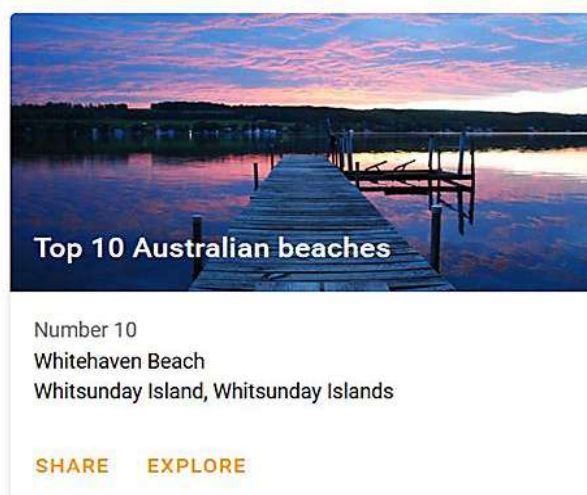 Top 10 Australian beaches
Number 10
Whitehaven Beach
Whitsunday Island, Whitsunday Islands
SHARE EXPLORE